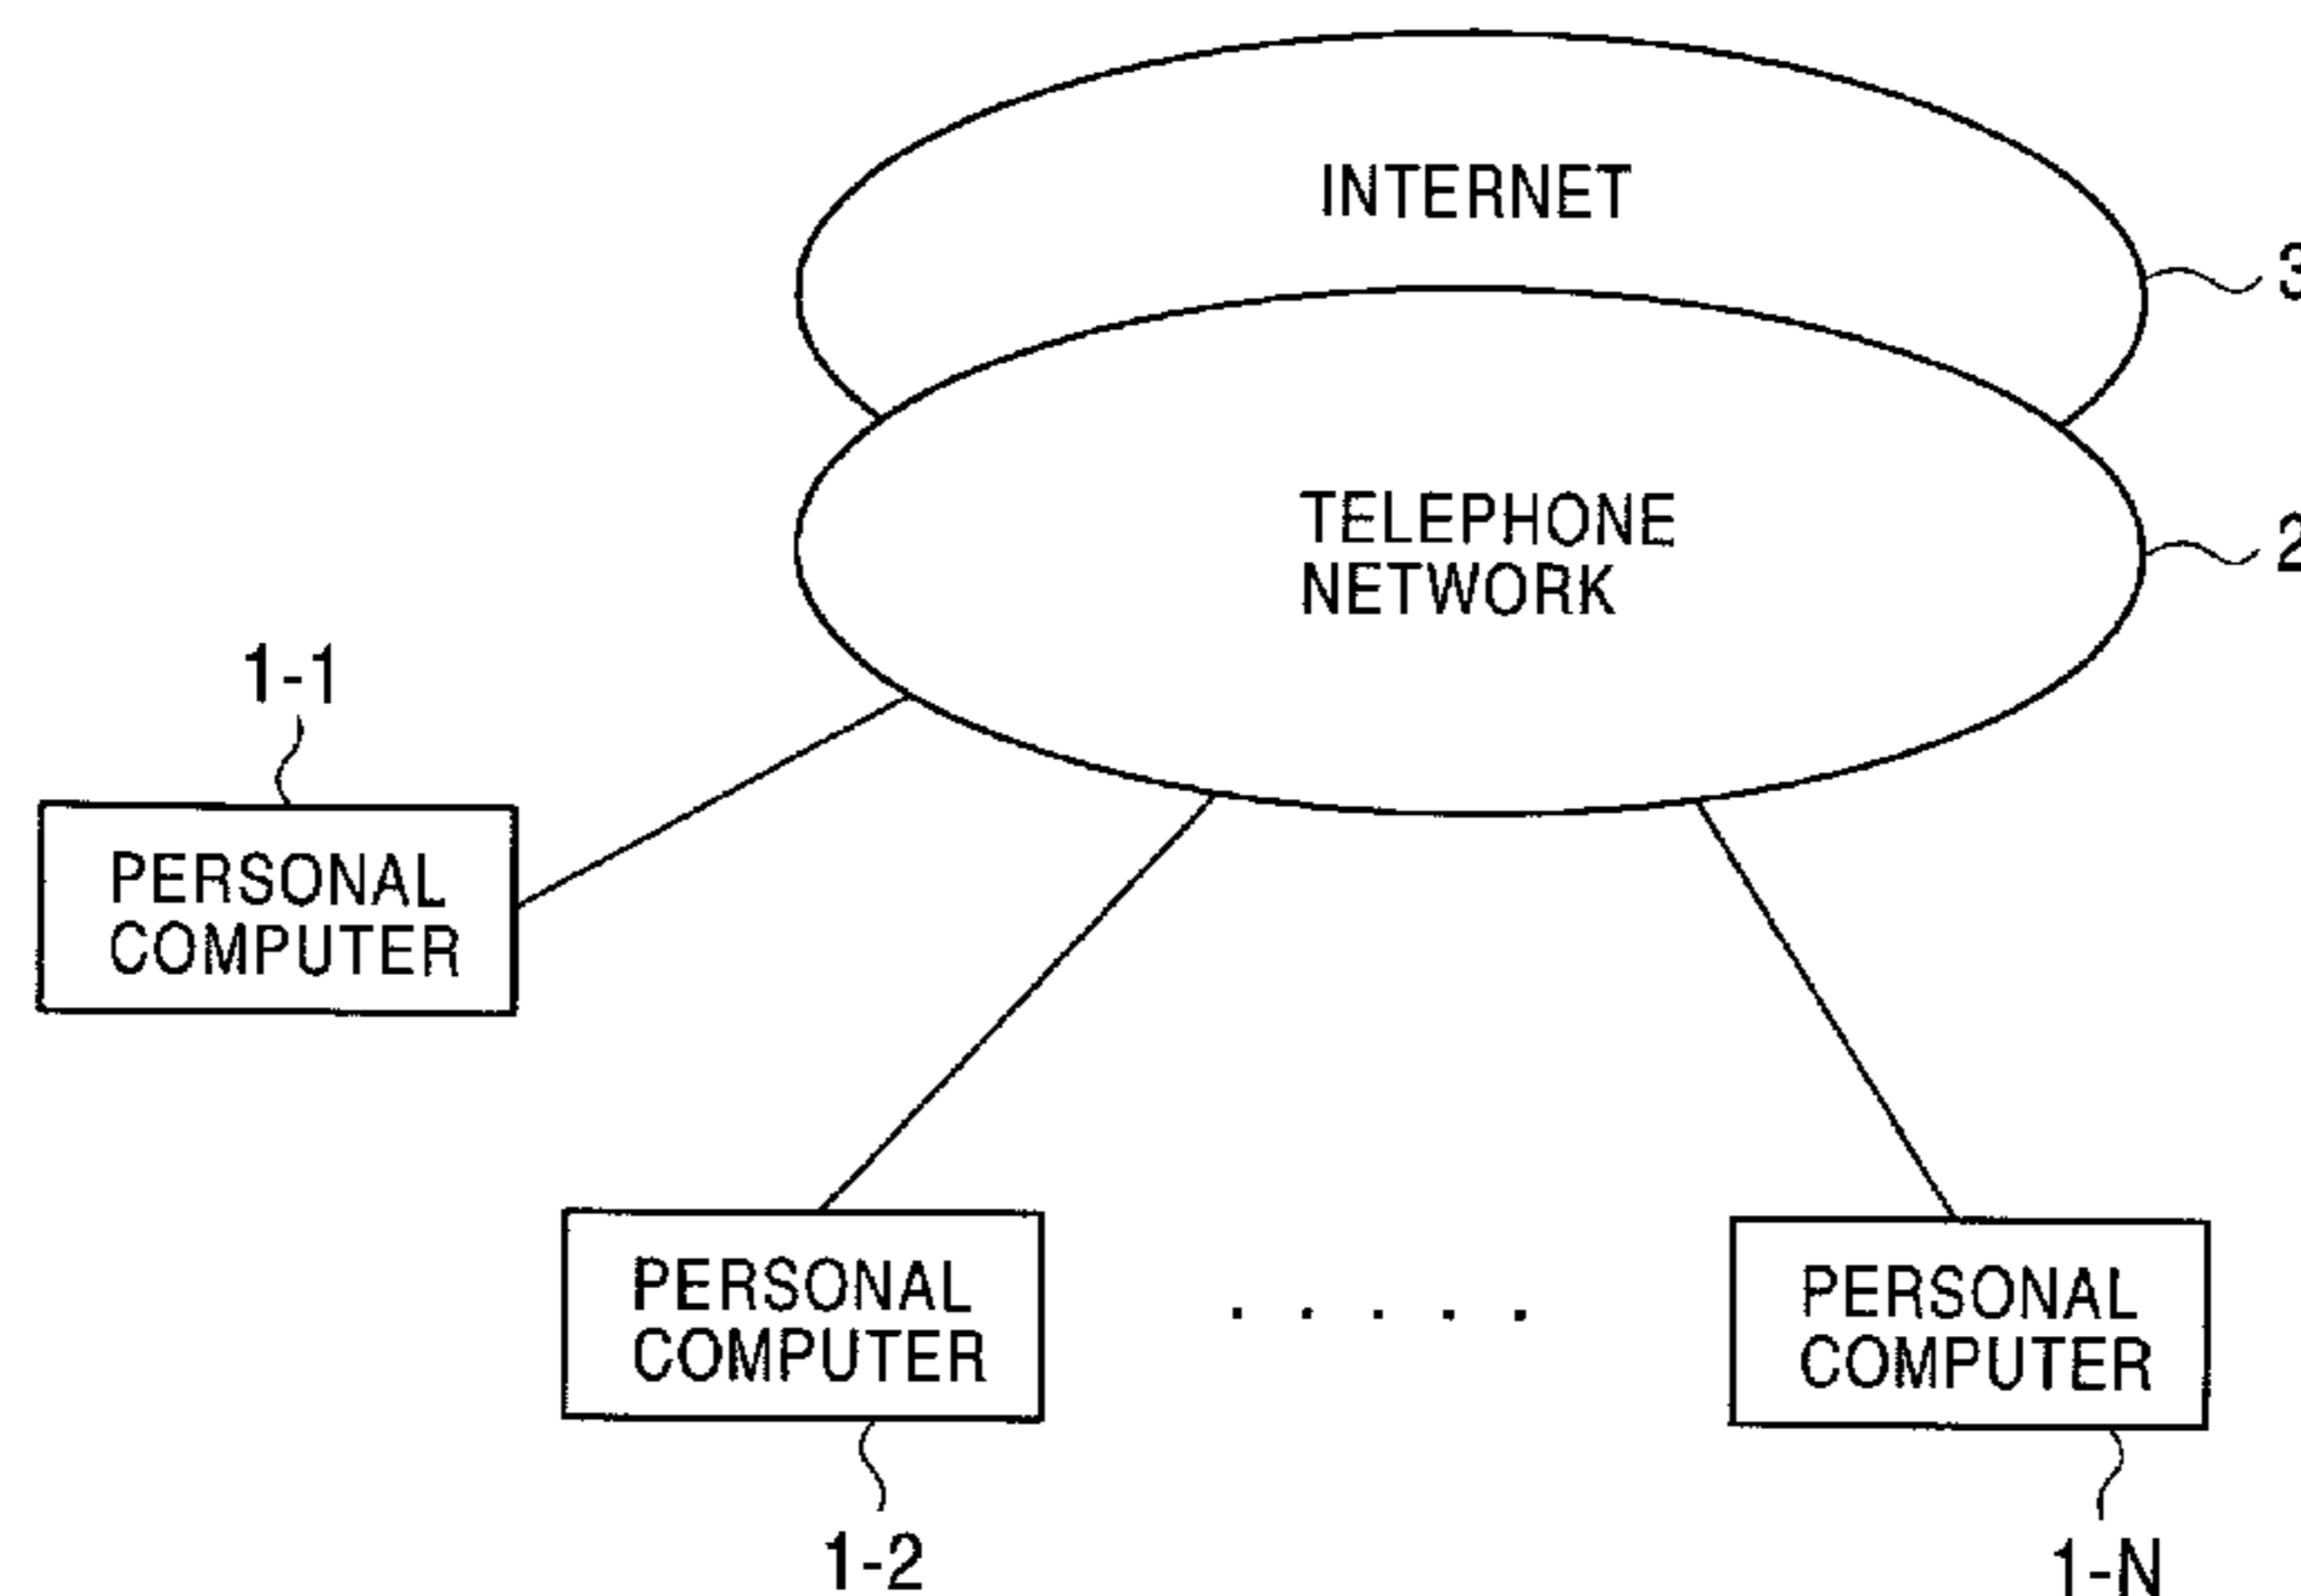 INTERNET
3
TELEPHONE
NETWORK
2
1-1
PERSONAL
COMPUTER
PERSONAL
COMPUTER
PERSONAL
COMPUTER
1-2
1-N